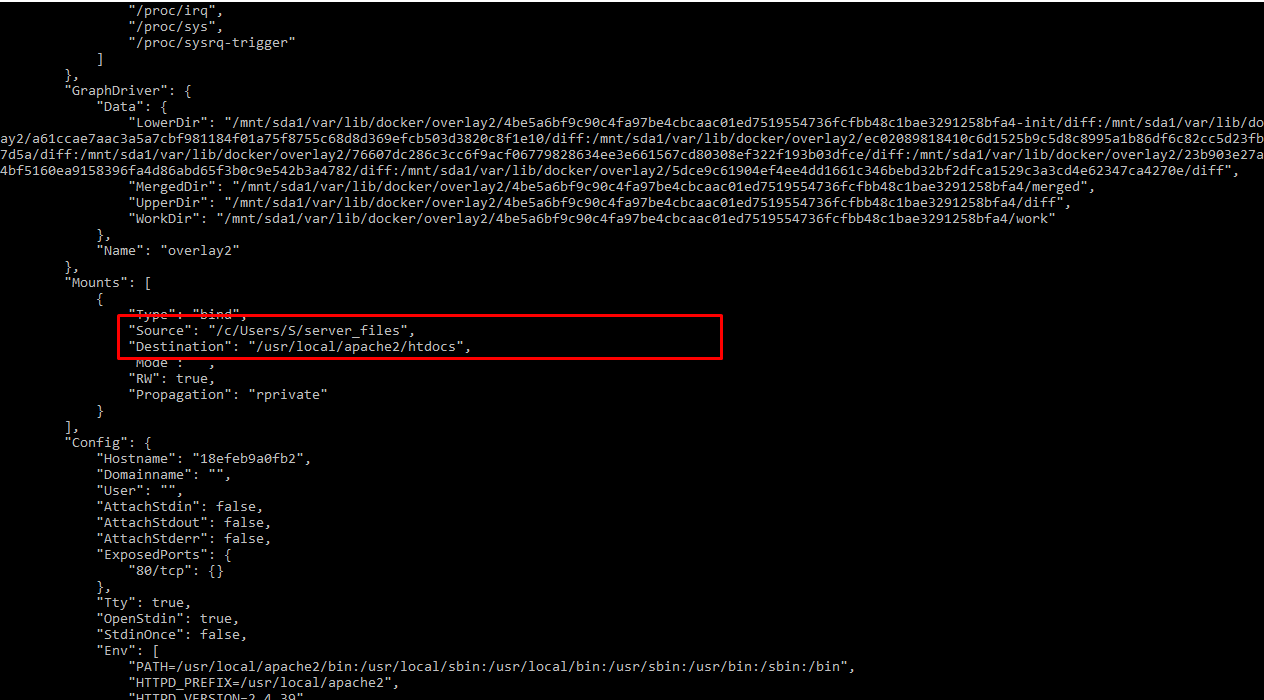 "/proc/irq",
"/proc/sys",
"/proc/sysrq-trigger"
]
},
"GraphDriver": {
"Data": {
"LowerDir": "/mnt/sda1/var/lib/docker/overlay2/4be5a6bf9c90c4fa97be4cbcaac01ed7519554736fcfbb48c1bae3291258bfa4-init/diff:/mnt/sda1/var/lib/do
ay2/a61ccae7aac3a5a7cbf981184f01a75f8755c68d8d369efcb503d3820c8f1e10/diff:/mnt/sda1/var/lib/docker/overlay2/ec02089818410c6d1525b9c5d8c8995a1b86df6c82cc5d23fb
7d5a/diff:/mnt/sda1/var/lib/docker/overlay2/76607dc286c3cc6f9acf06779828634ee3e661567cd80308ef322f193b03dfce/diff:/mnt/sda1/var/lib/docker/overlay2/23b903e27a
4bf5160ea9158396fa4d86abd65f3b0c9e542b3a4782/diff:/mnt/sda1/var/lib/docker/overlay2/5dce9c61904ef4ee4dd1661c346bebd32bf2dfca1529c3a3cd4e62347ca4270e/diff",
"MergedDir": "/mnt/sda1/var/lib/docker/overlay2/4be5a6bf9c90c4fa97be4cbcaac01ed7519554736fcfbb48c1bae3291258bfa4/merged",
"UpperDir": "/mnt/sda1/var/lib/docker/overlay2/4be5a6bf9c90c4fa97be4cbcaac01ed7519554736fcfbb48c1bae3291258bfa4/diff",
"WorkDir": "/mnt/sda1/var/lib/docker/overlay2/4be5a6bf9c90c4fa97be4cbcaac01ed7519554736fcfbb48c1bae3291258bfa4/work"
},
"Name": "overlay2"
},
"Mounts": [
{
"Type": "bind",
"Source": "/c/Users/S/server_files",
"Destination": "/usr/local/apache2/htdocs",
"Mode": "",
"RW": true,
"Propagation": "rprivate"
}
],
"Config": {
"Hostname": "18efeb9a0fb2",
"Domainname": "",
"User": "",
"AttachStdin": false,
"AttachStdout": false,
"AttachStderr": false,
"ExposedPorts": {
"80/tcp": {}
},
"Tty": true,
"OpenStdin": true,
"StdinOnce": false,
"Env": [
"PATH=/usr/local/apache2/bin:/usr/local/sbin:/usr/local/bin:/usr/sbin:/usr/bin:/sbin:/bin",
"HTTPD_PREFIX=/usr/local/apache2",
"HTTPD_VERSION=2.4.39"